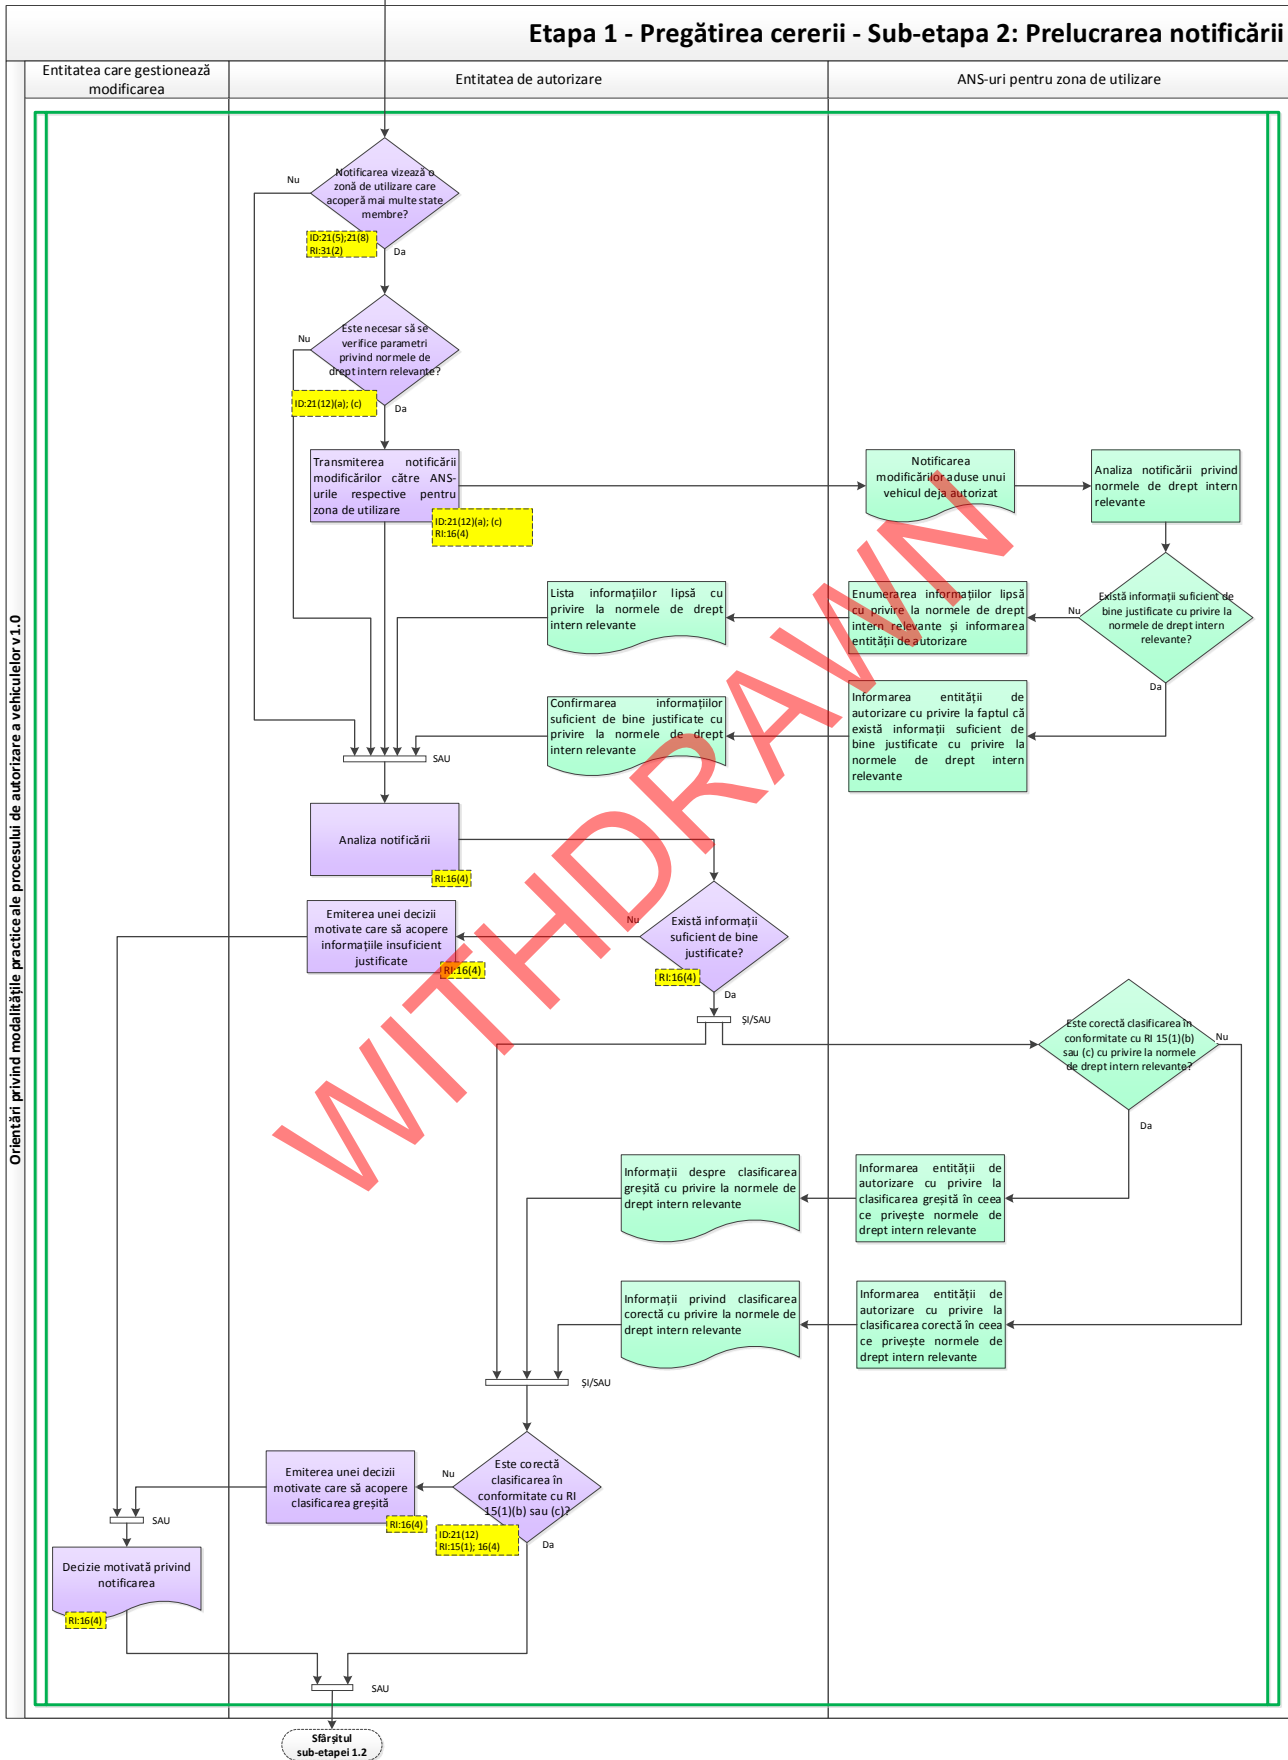 Etapa 1 - Pregătirea cererii - Sub-etapa 2: Prelucrarea notificării
Entitatea care gestionează
modificarea
Entitatea de autorizare
ANS-uri pentru zona de utilizare
Orientări privind modalitățile practice ale procesului de autorizare a vehiculelor v1.0
Notificarea vizează o
zonă de utilizare care
acoperă mai multe state
membre?
Nu
ID:21(5);21(8)
RI:31(2)
Da
Este necesar să se
verifice parametri
privind normele de
drept intern relevante?
Nu
ID:21(12)(a); (c)
Da
Transmiterea notificării
modificărilor către ANS-
urile respective pentru
zona de utilizare
ID:21(12)(a); (c)
RI:16(4)
Notificarea
modificărilor aduse unui
vehicul deja autorizat
Analiza notificării privind
normele de drept intern
relevante
Există informații suficient de
bine justificate cu privire la
normele de drept intern
relevante?
Nu
Da
Enumerarea informațiilor lipsă
cu privire la normele de drept
intern relevante și informarea
entității de autorizare
Lista informațiilor lipsă cu
privire la normele de drept
intern relevante
Informarea entității de
autorizare cu privire la faptul că
există informații suficient de
bine justificate cu privire la
normele de drept intern
relevante
Confirmarea informațiilor
suficient de bine justificate cu
privire la normele de drept
intern relevante
SAU
Analiza notificării
RI:16(4)
Există informații
suficient de bine
justificate?
Nu
RI:16(4)
Da
Emiterea unei decizii
motivate care să acopere
informațiile insuficient
justificate
RI:16(4)
ȘI/SAU
Este corectă clasificarea în
conformitate cu RI 15(1)(b)
sau (c) cu privire la normele
de drept intern relevante?
Nu
Da
Informarea entității de
autorizare cu privire la
clasificarea greșită în ceea
ce privește normele de
drept intern relevante
Informații despre clasificarea
greșită cu privire la normele de
drept intern relevante
Informarea entității de
autorizare cu privire la
clasificarea corectă în ceea
ce privește normele de
drept intern relevante
Informații privind clasificarea
corectă cu privire la normele de
drept intern relevante
ȘI/SAU
Este corectă
clasificarea în
conformitate cu RI
15(1)(b) sau (c)?
Nu
ID:21(12)
RI:15(1); 16(4)
Da
Emiterea unei decizii
motivate care să acopere
clasificarea greșită
RI:16(4)
SAU
Decizie motivată privind
notificarea
RI:16(4)
SAU
Sfârșitul
sub-etapei 1.2
WITHDRAWN